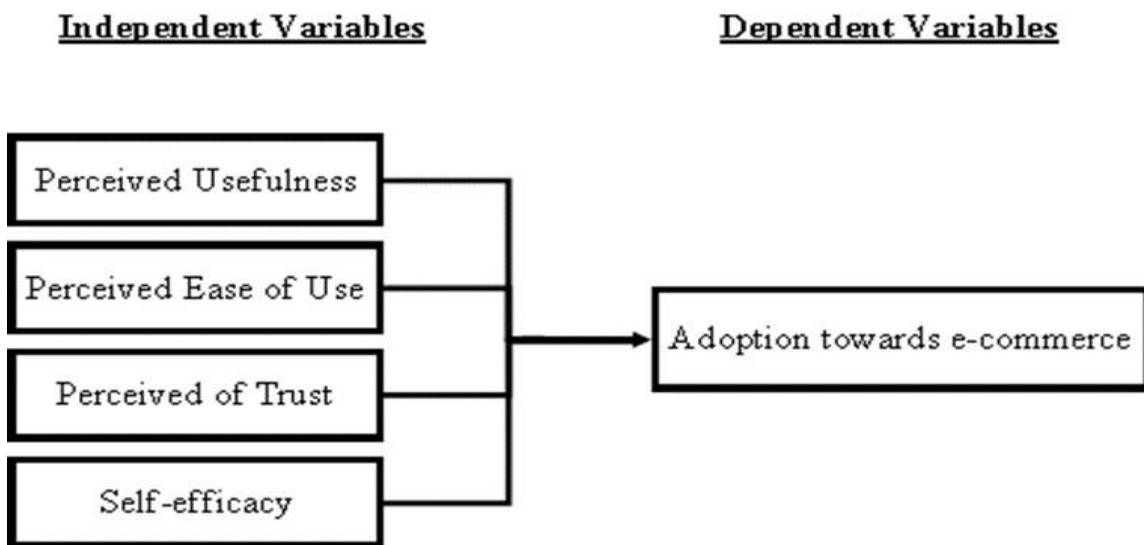 Independent Variables
Dependent Variables
Perceived Usefulness
Perceived Ease of Use
Perceived of Trust
Self-efficacy
Adoption towards e-commerce